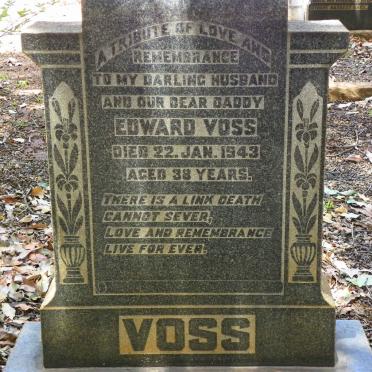 A TRIBUTE OF LOVE AND
REMEMBRANCE
TO MY DARLING HUSBAND
AND OUR DEAR DADDY
EDWARD VOSS
DIED 22. JAN. 1943
AGED 38 YEARS.
THERE IS A LINK DEATH
CANNOT SEVER,
LOVE AND REMEMBRANCE
LIVE FOR EVER.
VOSS